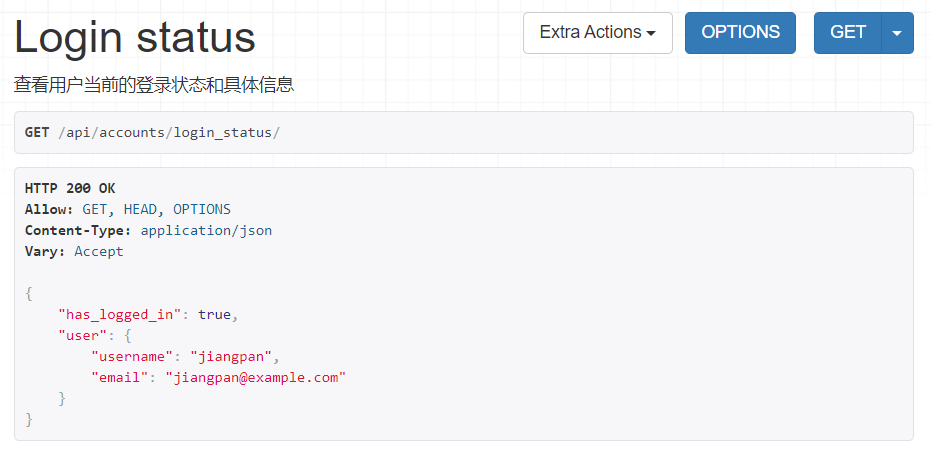 Login status
Extra Actions
OPTIONS
GET
查看用户当前的登录状态和具体信息
GET /api/accounts/login_status/
HTTP 200 OK
Allow: GET, HEAD, OPTIONS
Content-Type: application/json
Vary: Accept
{
    "has_logged_in": true,
    "user": {
        "username": "jiangpan",
        "email": "jiangpan@example.com"
    }
}